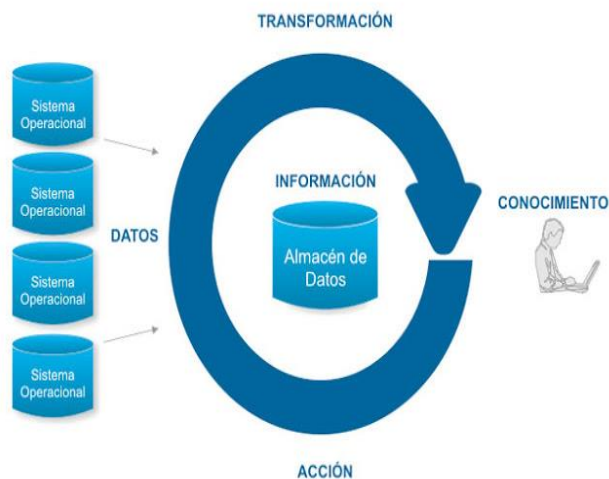 TRANSFORMACIÓN
Sistema
Operacional
Sistema
Operacional
Sistema
Operacional
Sistema
Operacional
DATOS
INFORMACIÓN
Almacén de
Datos
CONOCIMIENTO
ACCIÓN